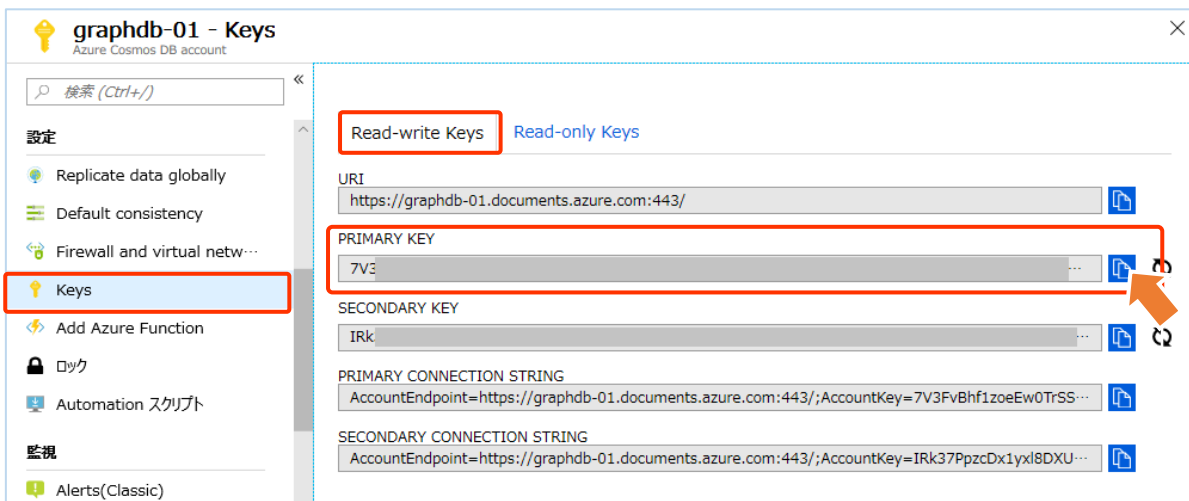 graphdb-01 - Keys
Azure Cosmos DB account
検索 (Ctrl+/)
設定
Replicate data globally
Default consistency
Firewall and virtual netw…
Keys
Add Azure Function
ロック
Automation スクリプト
監視
Alerts(Classic)
Read-write Keys
Read-only Keys
URI
https://graphdb-01.documents.azure.com:443/
PRIMARY KEY
7V3 …
SECONDARY KEY
IRk …
PRIMARY CONNECTION STRING
AccountEndpoint=https://graphdb-01.documents.azure.com:443/;AccountKey=7V3FvBhf1zoeEw0TrSS…
SECONDARY CONNECTION STRING
AccountEndpoint=https://graphdb-01.documents.azure.com:443/;AccountKey=IRk37PpzcDx1yxl8DXU…